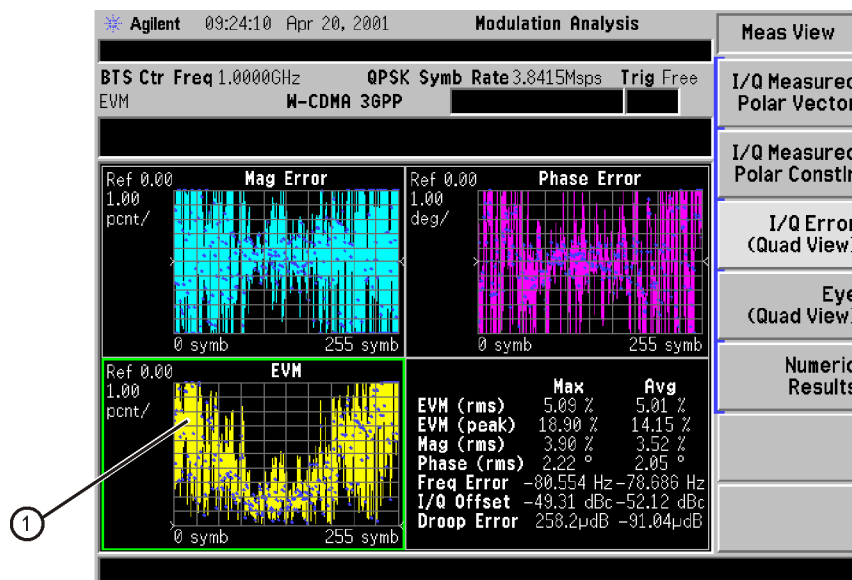 Agilent 09:24:10 Apr 20, 2001 Modulation Analysis
Meas View
BTS Ctr Freq 1.0000GHz QPSK Symb Rate 3.8415Msps Trig Free
EVM W-CDMA 3GPP
I/Q Measured
Polar Vector
I/Q Measured
Polar Constln
I/Q Error
(Quad View)
Eye
(Quad View)
Numeric
Results
Ref 0.00 Mag Error
1.00
pcnt/
0 symb 255 symb
Ref 0.00 Phase Error
1.00
deg/
0 symb 255 symb
Ref 0.00 EVM
1.00
pcnt/
0 symb 255 symb
Max Avg
EVM (rms) 5.09 % 5.01 %
EVM (peak) 18.90 % 14.15 %
Mag (rms) 3.90 % 3.52 %
Phase (rms) 2.22 ° 2.05 °
Freq Error -80.554 Hz -78.686 Hz
I/Q Offset -49.31 dBc -52.12 dBc
Droop Error 258.2µdB -91.04µdB
1